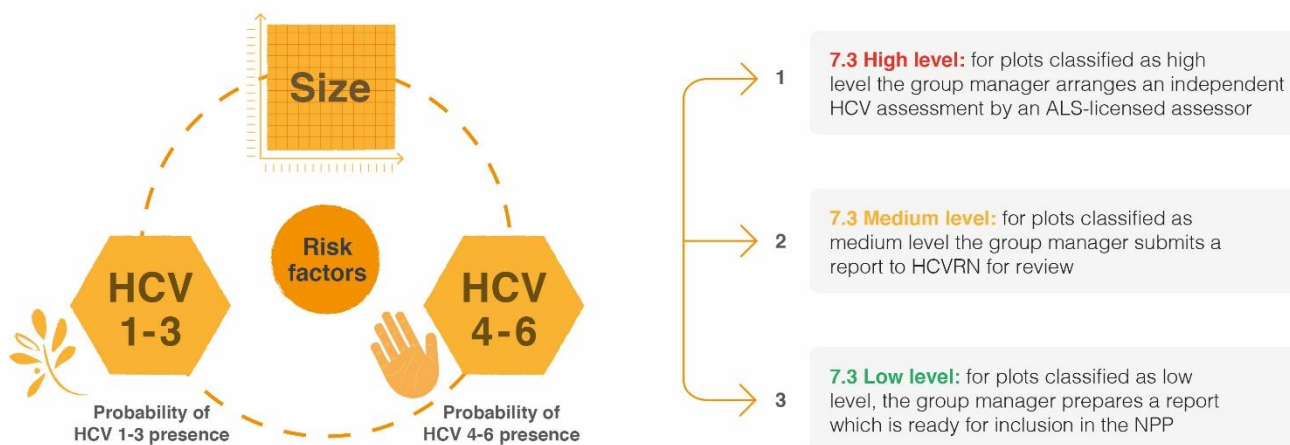 Size
Risk
factors
HCV
1-3
HCV
4-6
Probability of
HCV 1-3 presence
Probability of
HCV 4-6 presence
1
7.3 High level: for plots classified as high
level the group manager arranges an independent
HCV assessment by an ALS-licensed assessor
2
7.3 Medium level: for plots classified as
medium level the group manager submits a
report to HCVRN for review
3
7.3 Low level: for plots classified as low
level, the group manager prepares a report
which is ready for inclusion in the NPP